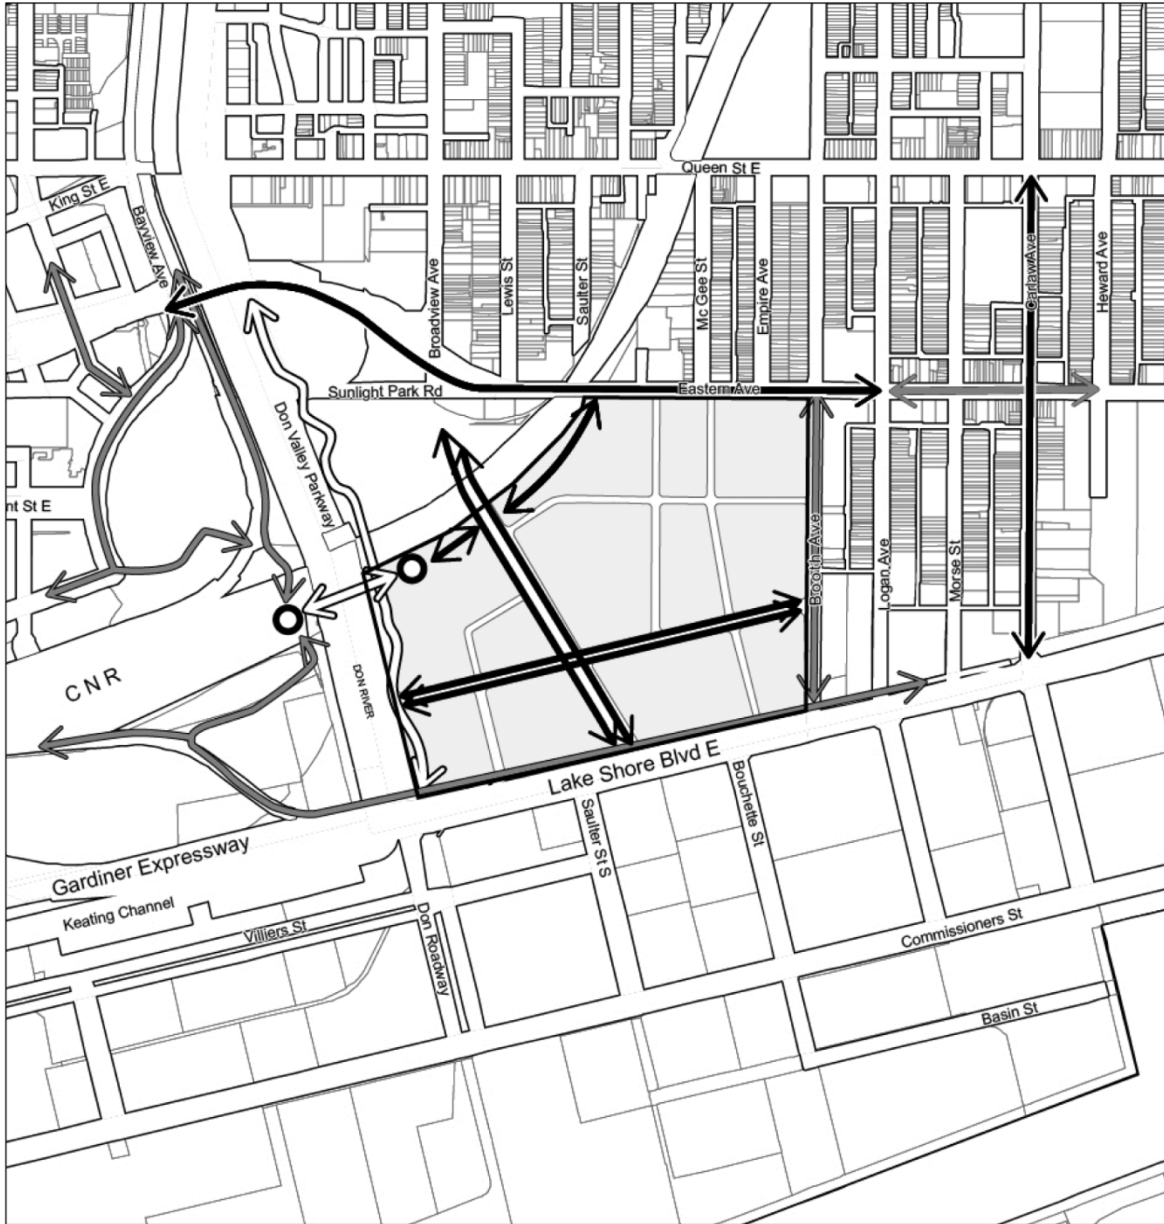 Queen St E
King St E
Bayview Ave
Broadview Ave
Lewis St
Saulter St
Mc Gee St
Empire Ave
Carlaw Ave
Heward Ave
Sunlight Park Rd
Eastern Ave
Don Valley Parkway
nt St E
Booth Ave
Logan Ave
Morse St
CNR
DON RIVER
Lake Shore Blvd E
Bouchette St
Saulter St S
Gardiner Expressway
Keating Channel
Villiers St
Don Roadway
Commissioners St
Basin St